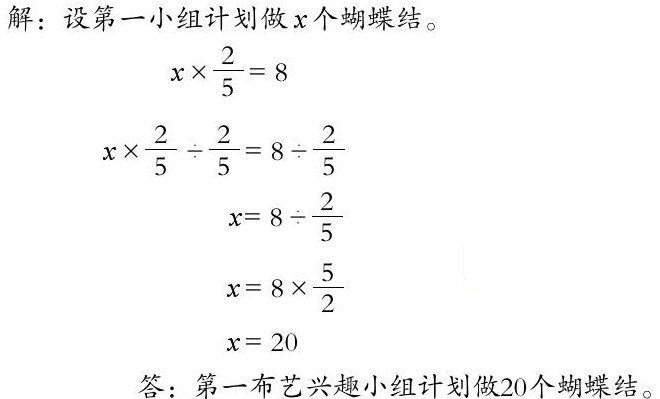 解：设第一小组计划做x个蝴蝶结。
x × 2/5 = 8
x × 2/5 ÷ 2/5 = 8 ÷ 2/5
x = 8 ÷ 2/5
x = 8 × 5/2
x = 20
答：第一布艺兴趣小组计划做20个蝴蝶结。